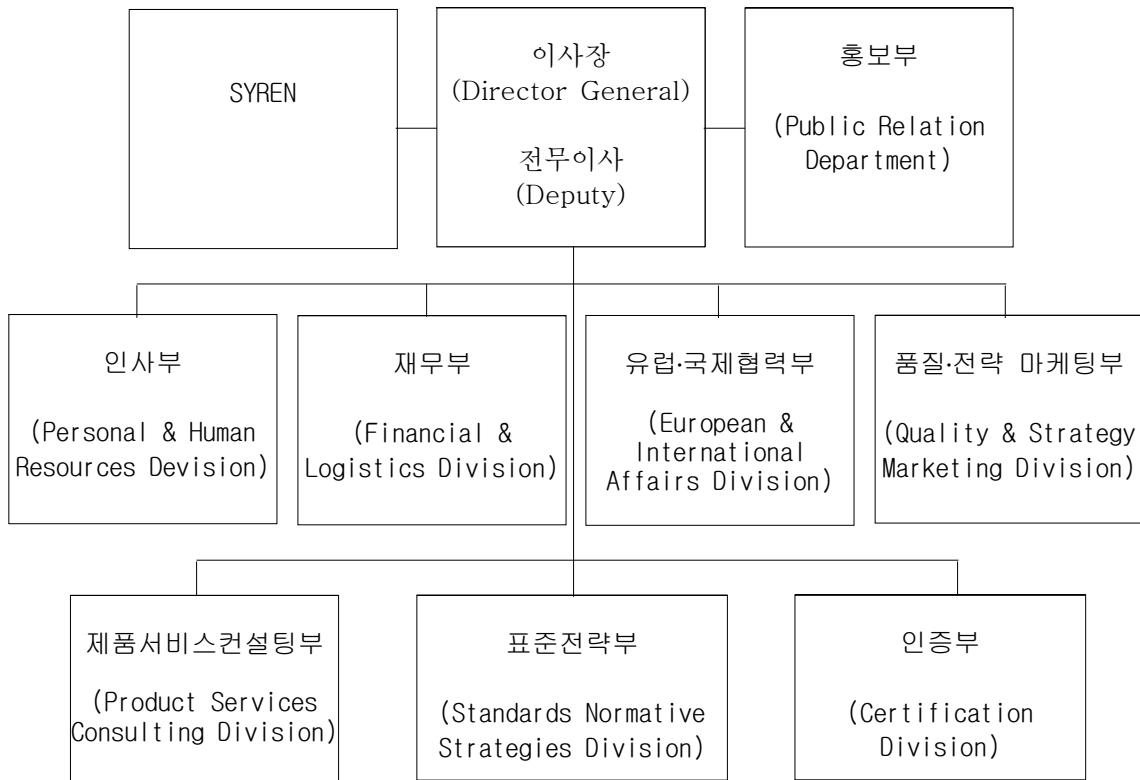 SYREN
이사장
(Director General)
전무이사
(Deputy)
홍보부
(Public Relation
Department)
인사부
(Personal & Human
Resources Devision)
재무부
(Financial &
Logistics Division)
유럽·국제협력부
(European &
International
Affairs Division)
품질·전략 마케팅부
(Quality & Strategy
Marketing Division)
제품서비스컨설팅부
(Product Services
Consulting Division)
표준전략부
(Standards Normative
Strategies Division)
인증부
(Certification
Division)